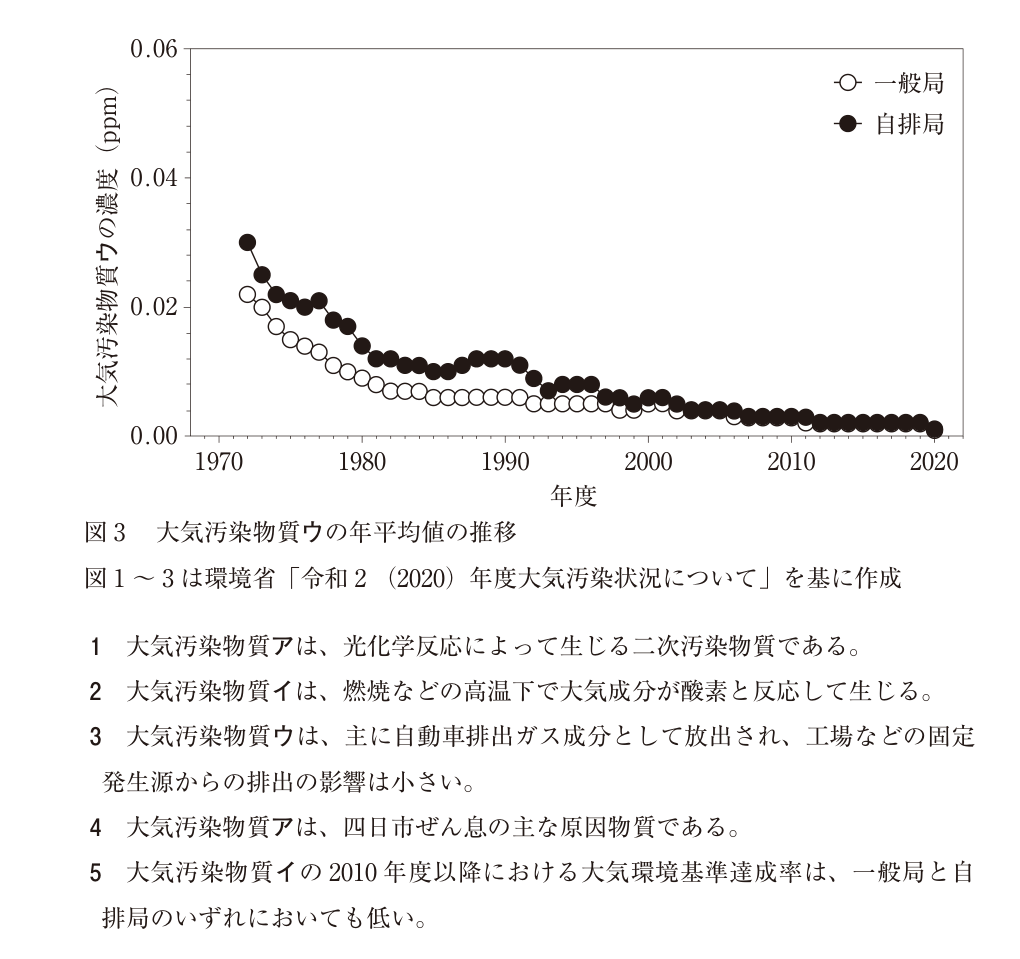 0.06
0.04
0.02
0.00
大気汚染物質ウの濃度（ppm）
一般局
自排局
1970 1980 1990 2000 2010 2020
年度
図3 大気汚染物質ウの年平均値の推移
図1～3は環境省「令和2（2020）年度大気汚染状況について」を基に作成
1 大気汚染物質アは、光化学反応によって生じる二次汚染物質である。
2 大気汚染物質イは、燃焼などの高温下で大気成分が酸素と反応して生じる。
3 大気汚染物質ウは、主に自動車排出ガス成分として放出され、工場などの固定
発生源からの排出の影響は小さい。
4 大気汚染物質アは、四日市ぜん息の主な原因物質である。
5 大気汚染物質イの2010年度以降における大気環境基準達成率は、一般局と自
排局のいずれにおいても低い。